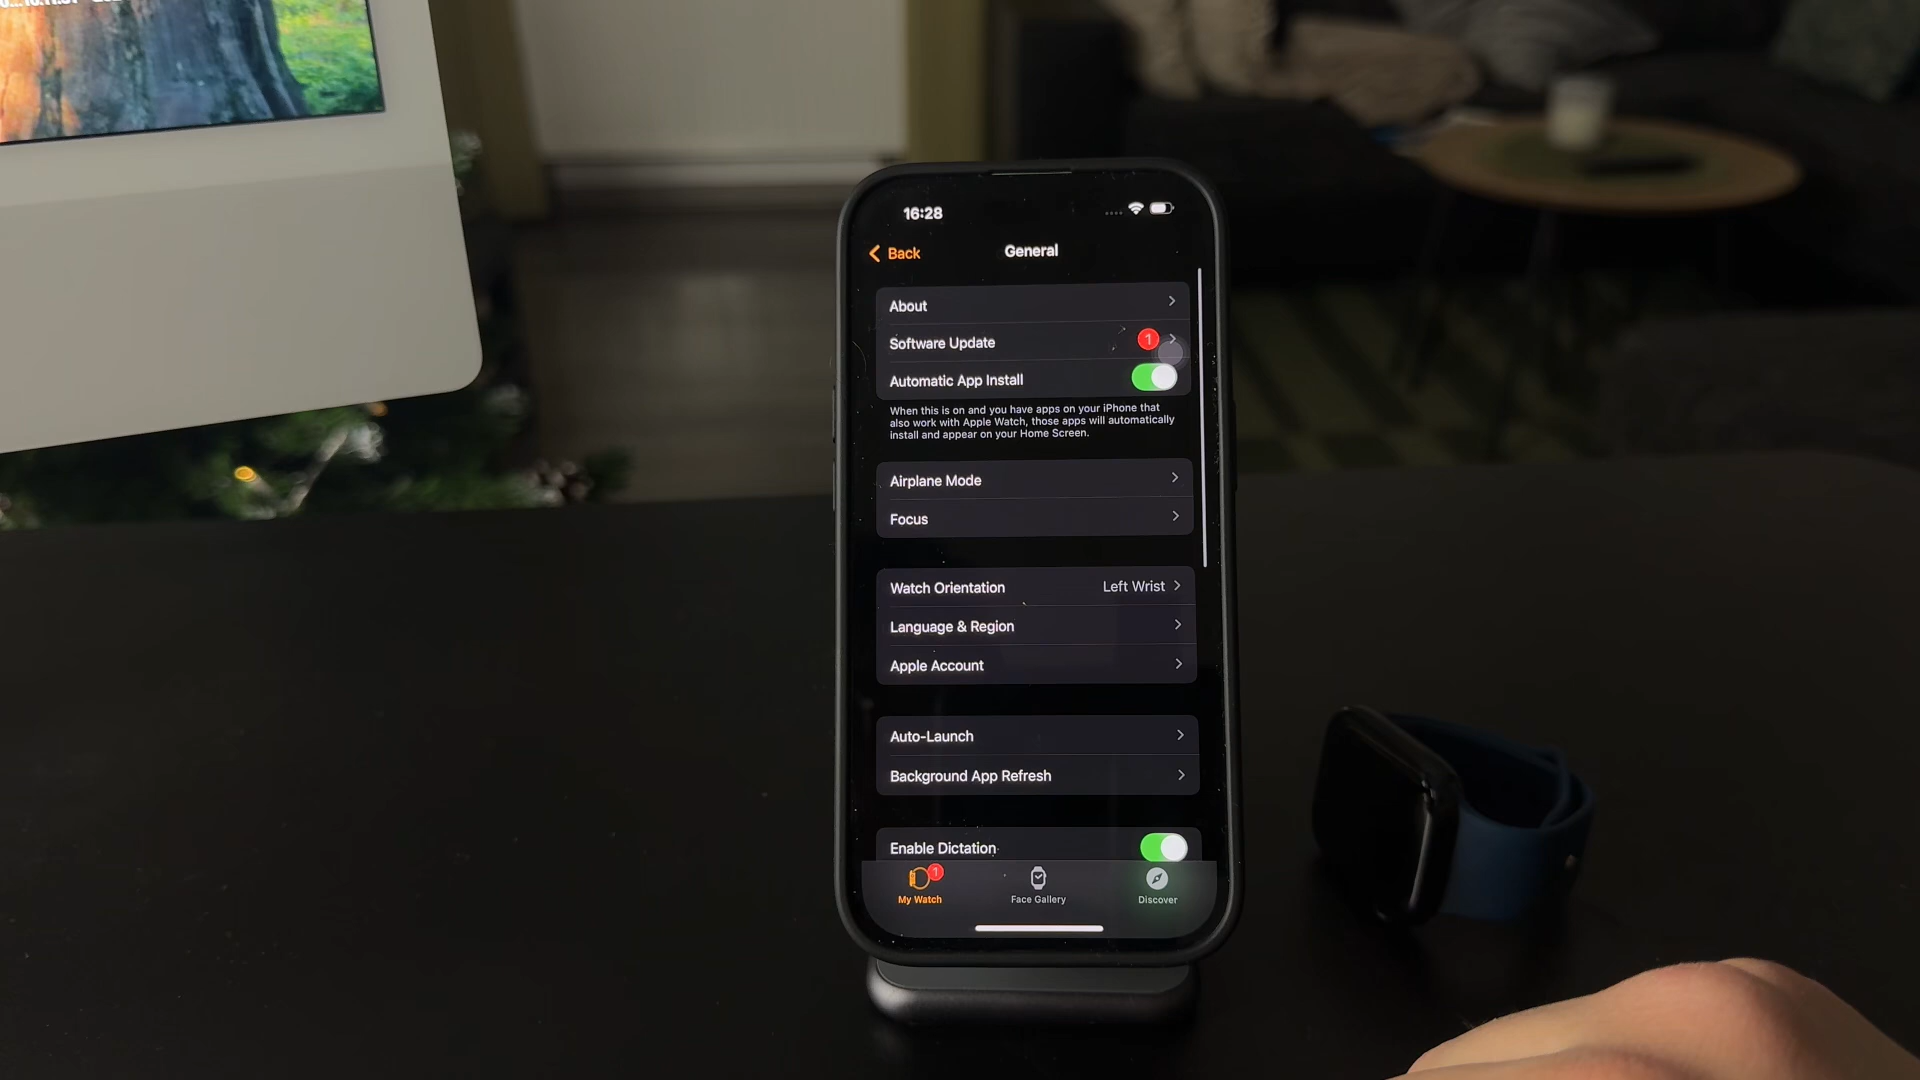 16:28
Back
General
About
Software Update
1
Automatic App Install
When this is on and you have apps on your iPhone that
also work with Apple Watch, those apps will automatically
install and appear on your Home Screen.
Airplane Mode
Focus
Watch Orientation
Left Wrist
Language & Region
Apple Account
Auto-Launch
Background App Refresh
Enable Dictation
1
My Watch
Face Gallery
Discover